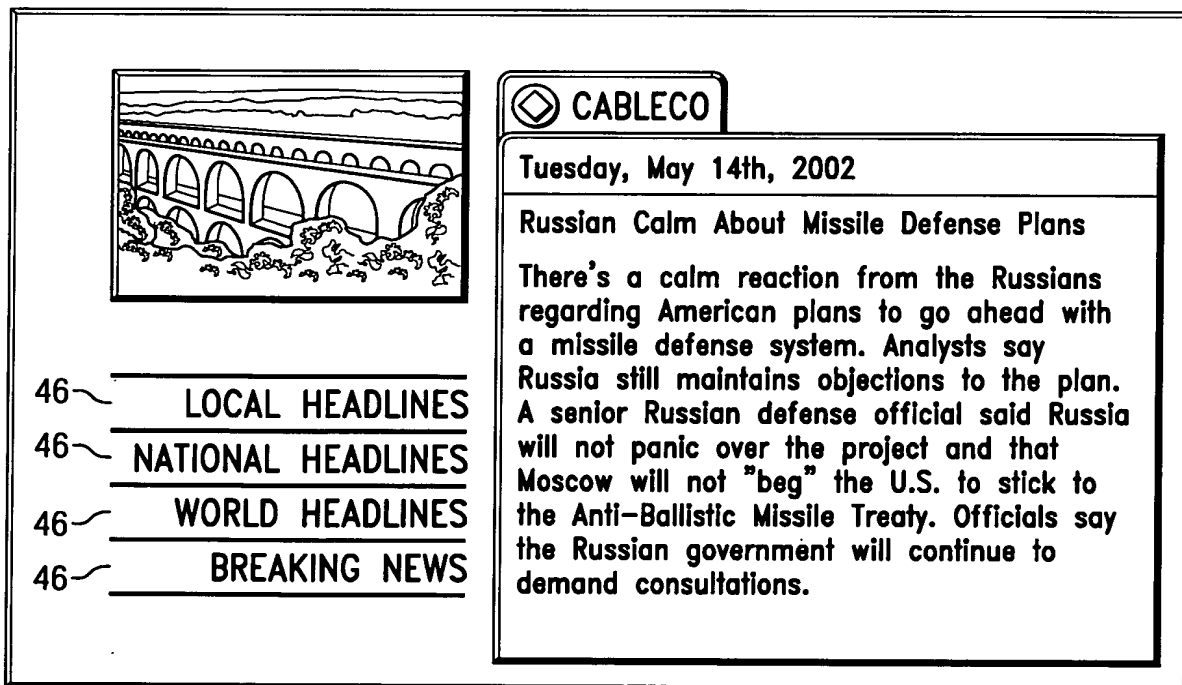 CABLECO
Tuesday, May 14th, 2002
Russian Calm About Missile Defense Plans
There's a calm reaction from the Russians
regarding American plans to go ahead with
a missile defense system. Analysts say
Russia still maintains objections to the plan.
A senior Russian defense official said Russia
will not panic over the project and that
Moscow will not "beg" the U.S. to stick to
the Anti-Ballistic Missile Treaty. Officials say
the Russian government will continue to
demand consultations.
46 LOCAL HEADLINES
46 NATIONAL HEADLINES
46 WORLD HEADLINES
46 BREAKING NEWS